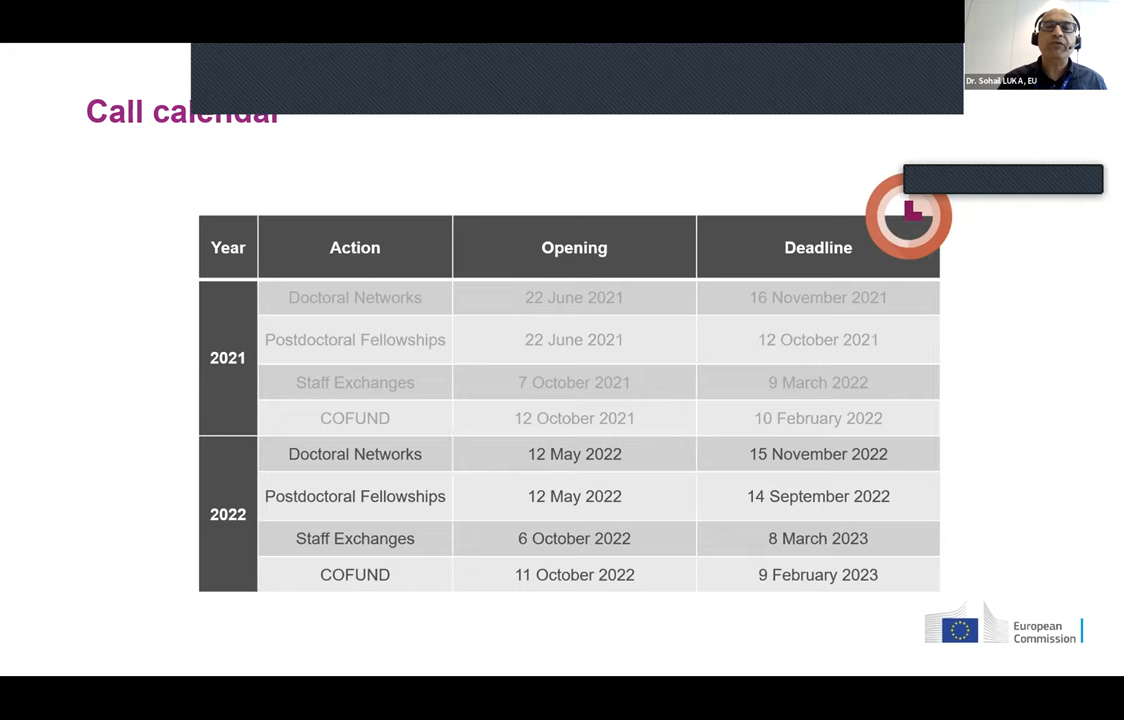 Dr. Sohail LUKA, EU
Call calendar
Year Action Opening Deadline
2021
Doctoral Networks 22 June 2021 16 November 2021
Postdoctoral Fellowships 22 June 2021 12 October 2021
Staff Exchanges 7 October 2021 9 March 2022
COFUND 12 October 2021 10 February 2022
2022
Doctoral Networks 12 May 2022 15 November 2022
Postdoctoral Fellowships 12 May 2022 14 September 2022
Staff Exchanges 6 October 2022 8 March 2023
COFUND 11 October 2022 9 February 2023
European
Commission